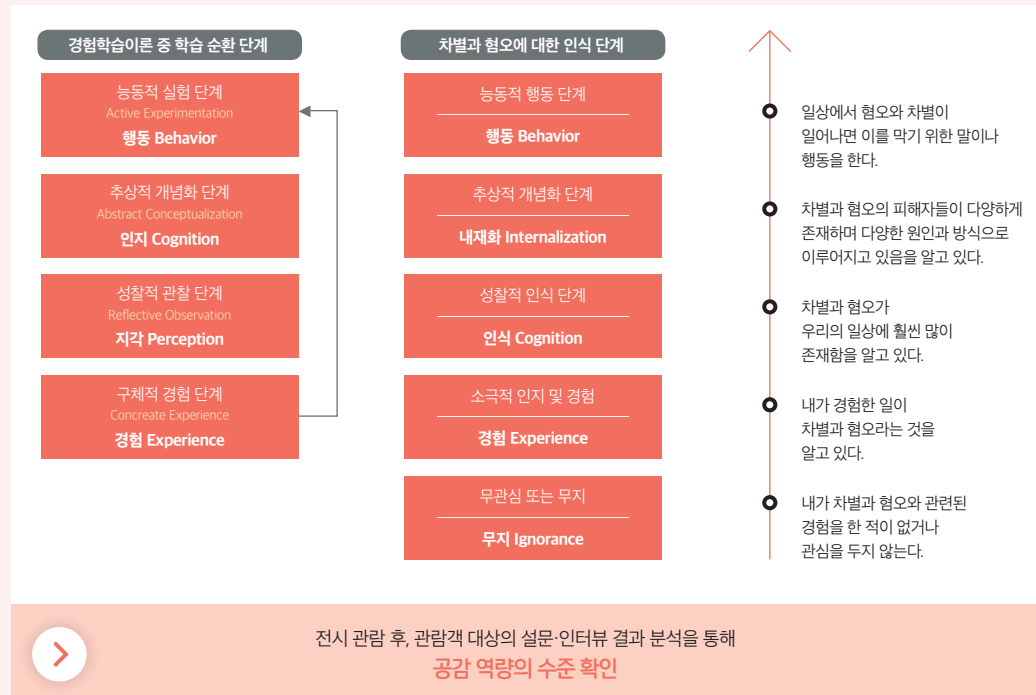 경험학습이론 중 학습 순환 단계
능동적 실험 단계
Active Experimentation
행동 Behavior
추상적 개념화 단계
Abstract Conceptualization
인지 Cognition
성찰적 관찰 단계
Reflective Observation
지각 Perception
구체적 경험 단계
Concreate Experience
경험 Experience
차별과 혐오에 대한 인식 단계
능동적 행동 단계
행동 Behavior
추상적 개념화 단계
내재화 Internalization
성찰적 인식 단계
인식 Cognition
소극적 인지 및 경험
경험 Experience
무관심 또는 무지
무지 Ignorance
일상에서 혐오와 차별이
일어나면 이를 막기 위한 말이나
행동을 한다.
차별과 혐오의 피해자들이 다양하게
존재하며 다양한 원인과 방식으로
이루어지고 있음을 알고 있다.
차별과 혐오가
우리의 일상에 훨씬 많이
존재함을 알고 있다.
내가 경험한 일이
차별과 혐오라는 것을
알고 있다.
내가 차별과 혐오와 관련된
경험을 한 적이 없거나
관심을 두지 않는다.
전시 관람 후, 관람객 대상의 설문·인터뷰 결과 분석을 통해
공감 역량의 수준 확인